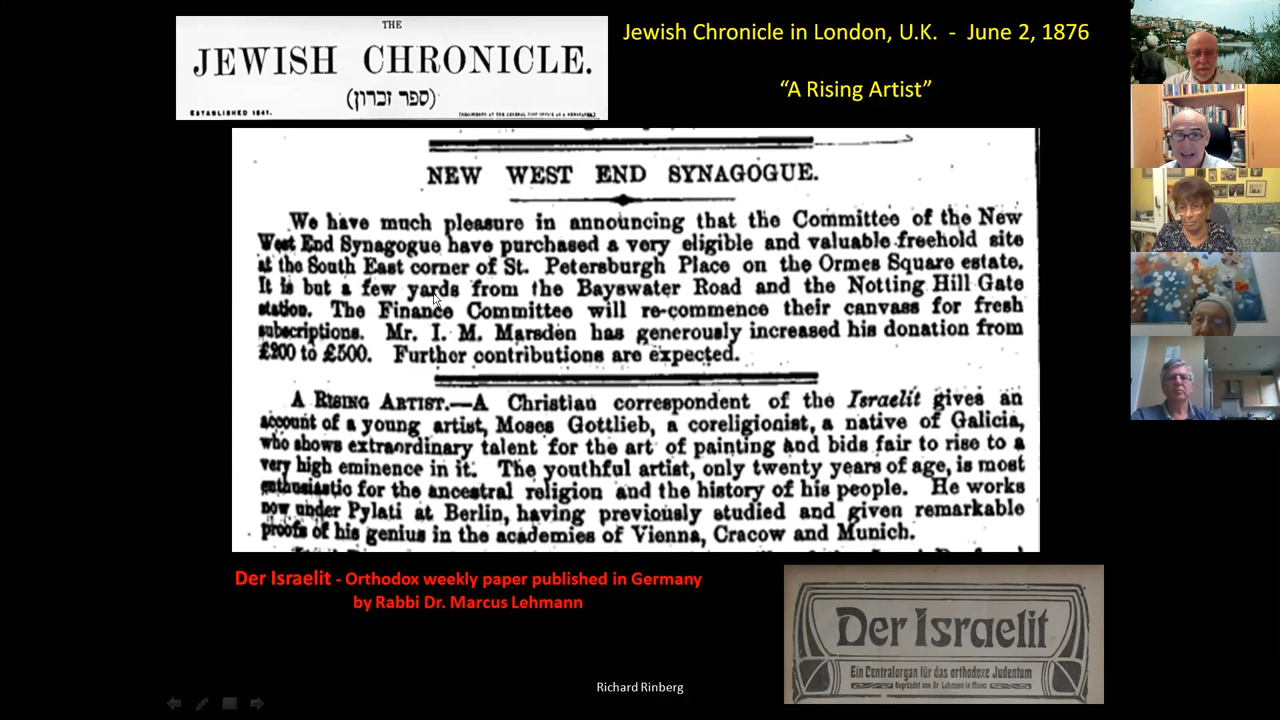 THE
JEWISH CHRONICLE.
(ספר זכרון)
ESTABLISHED 1841.
Jewish Chronicle in London, U.K. - June 2, 1876
“A Rising Artist”
NEW WEST END SYNAGOGUE.
We have much pleasure in announcing that the Committee of the New
West End Synagogue have purchased a very eligible and valuable freehold site
at the South East corner of St. Petersburgh Place on the Ormes Square estate.
It is but a few yards from the Bayswater Road and the Notting Hill Gate
station. The Finance Committee will re-commence their canvass for fresh
subscriptions. Mr. I. M. Marsden has generously increased his donation from
£200 to £500. Further contributions are expected.
A RISING ARTIST.—A Christian correspondent of the Israelit gives an
account of a young artist, Moses Gottlieb, a coreligionist, a native of Galicia,
who shows extraordinary talent for the art of painting and bids fair to rise to a
very high eminence in it. The youthful artist, only twenty years of age, is most
enthusiastic for the ancestral religion and the history of his people. He works
now under Pylati at Berlin, having previously studied and given remarkable
proofs of his genius in the academies of Vienna, Cracow and Munich.
Der Israelit - Orthodox weekly paper published in Germany
by Rabbi Dr. Marcus Lehmann
Der Israelit
Ein Centralorgan für das orthodoxe Judentum
Begründet von Dr Lehmann in Mainz
Richard Rinberg